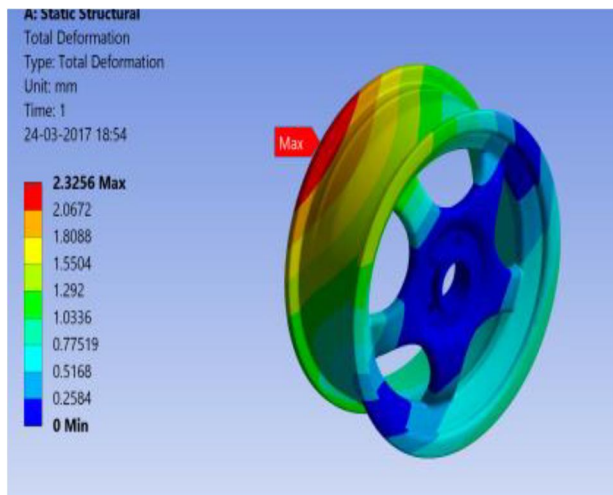 A: Static Structural
Total Deformation
Type: Total Deformation
Unit: mm
Time: 1
24-03-2017 18:54
Max
2.3256 Max
2.0672
1.8088
1.5504
1.292
1.0336
0.77519
0.5168
0.2584
0 Min